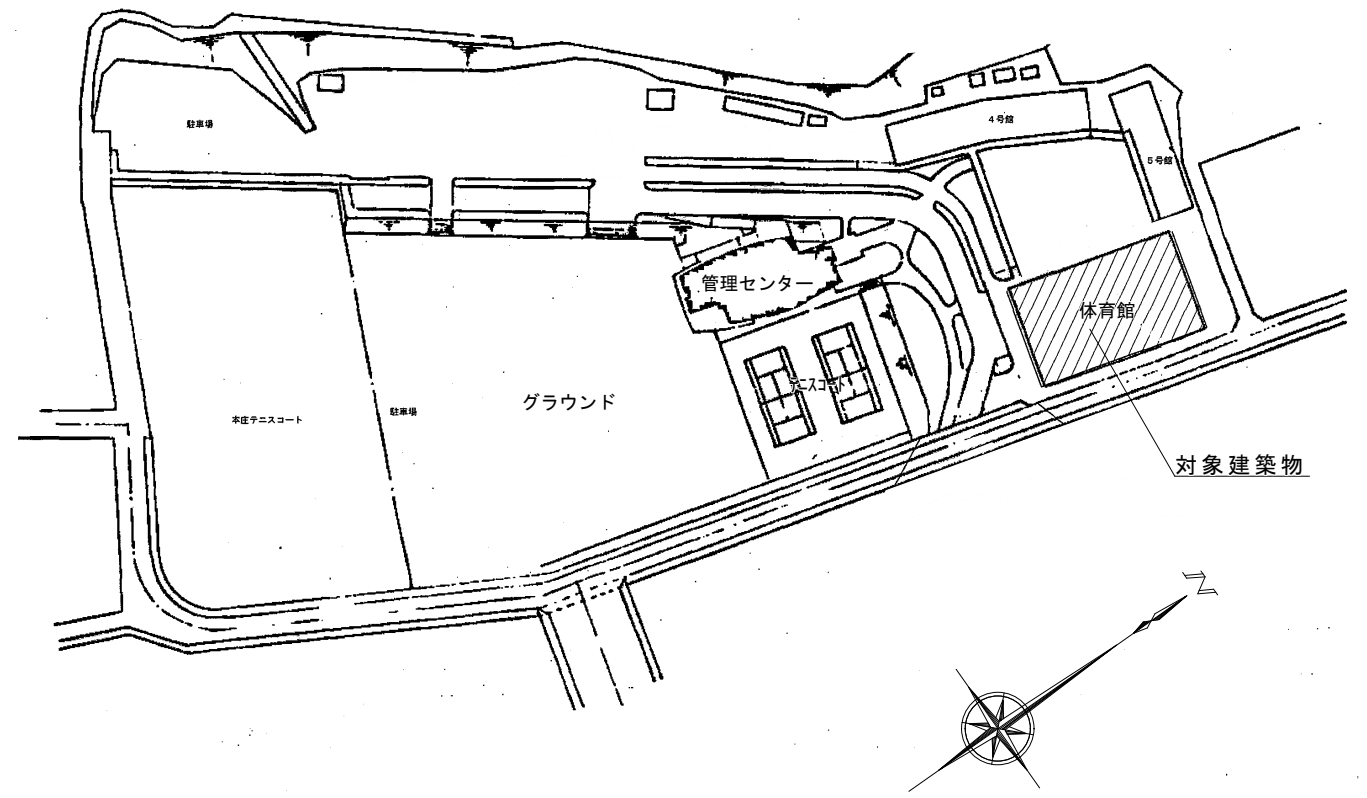 駐車場
4号館
5号館
管理センター
体育館
テニスコート
グラウンド
本庄テニスコート
駐車場
対象建築物
N